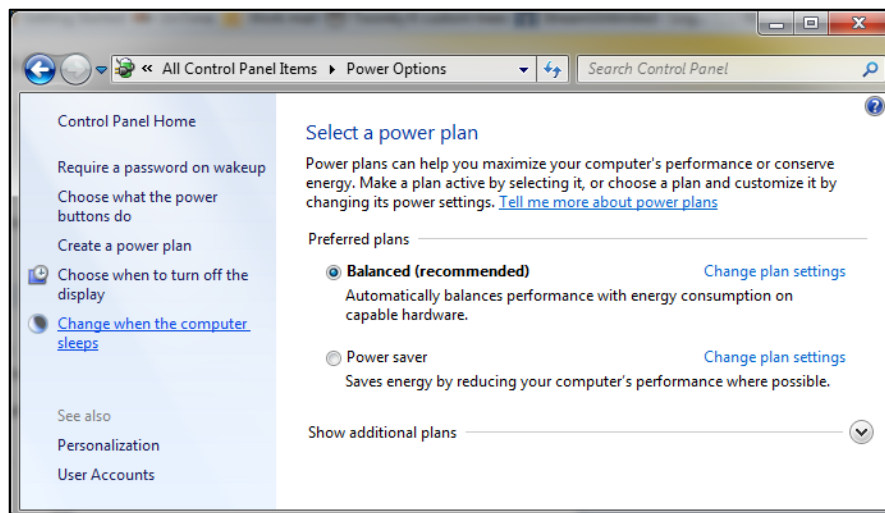 « All Control Panel Items ▸ Power Options
Search Control Panel
Control Panel Home
Require a password on wakeup
Choose what the power
buttons do
Create a power plan
Choose when to turn off the
display
Change when the computer
sleeps
See also
Personalization
User Accounts
Select a power plan
Power plans can help you maximize your computer's performance or conserve
energy. Make a plan active by selecting it, or choose a plan and customize it by
changing its power settings. Tell me more about power plans
Preferred plans
Balanced (recommended) Change plan settings
Automatically balances performance with energy consumption on
capable hardware.
Power saver Change plan settings
Saves energy by reducing your computer's performance where possible.
Show additional plans